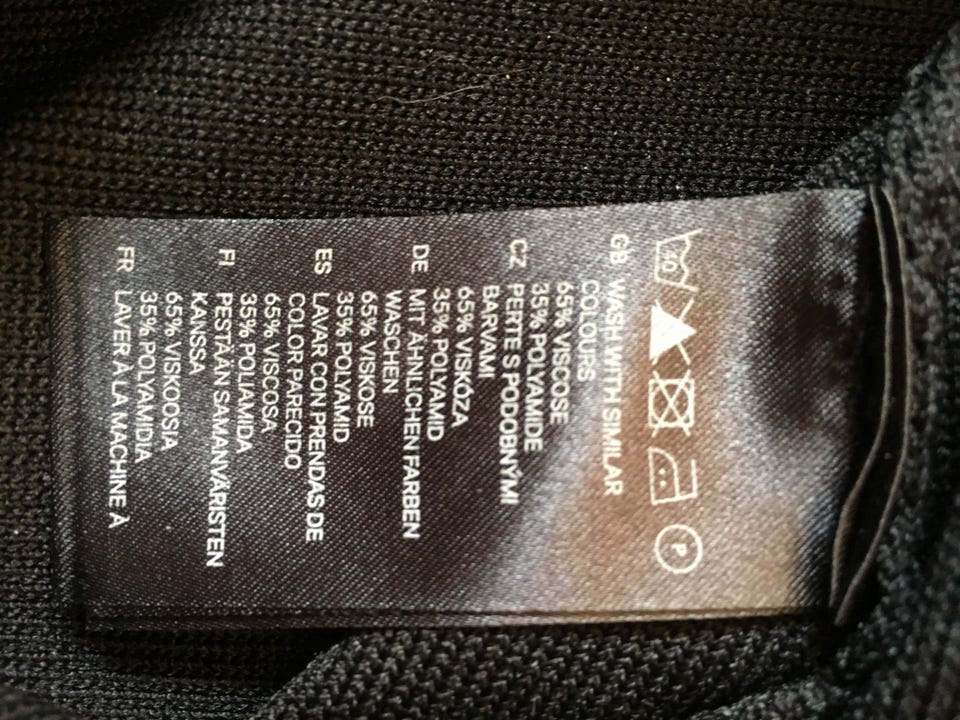 40 P
GB WASH WITH SIMILAR
COLOURS
65% VISCOSE
35% POLYAMIDE
CZ PERTE S PODOBNÝMI
BARVAMI
65% VISKÓZA
35% POLYAMID
DE MIT ÄHNLICHEN FARBEN
WASCHEN
65% VISKOSE
35% POLYAMID
ES LAVAR CON PRENDAS DE
COLOR PARECIDO
65% VISCOSA
35% POLIAMIDA
FI PESTÄÄN SAMANVÄRISTEN
KANSSA
65% VISKOOSIA
35% POLYAMIDIA
FR LAVER À LA MACHINE À